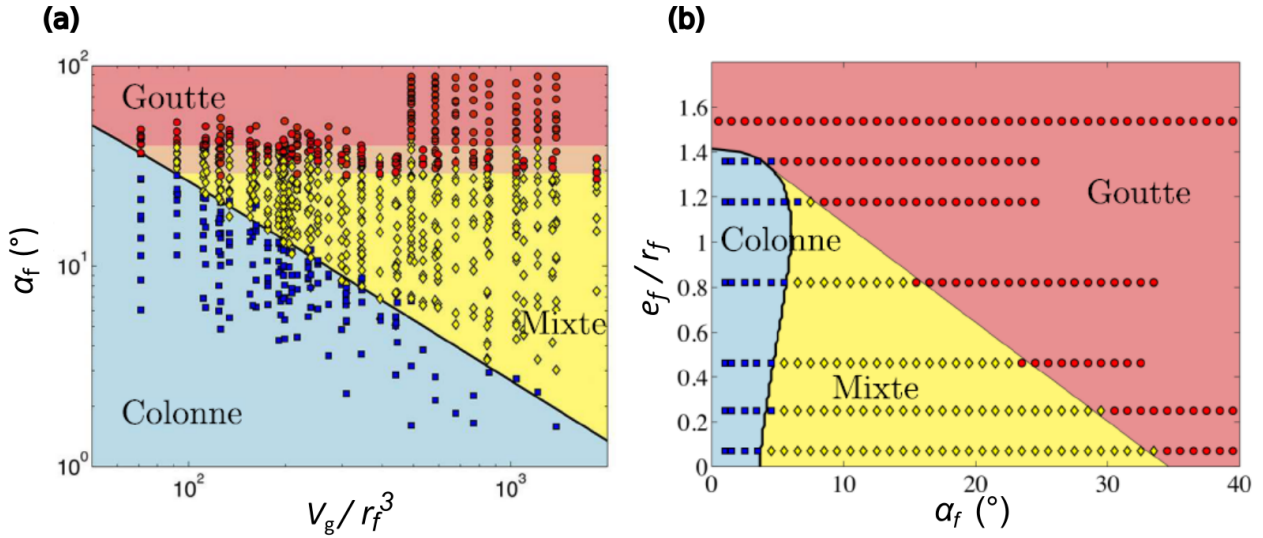 (a)
10²
Goutte
α_f (°)
10¹
Mixte
Colonne
10⁰
10²
10³
V_g / r_f³
(b)
1.6
1.4
1.2
1
0.8
0.6
0.4
0.2
0
e_f / r_f
Goutte
Colonne
Mixte
0
10
20
30
40
α_f (°)